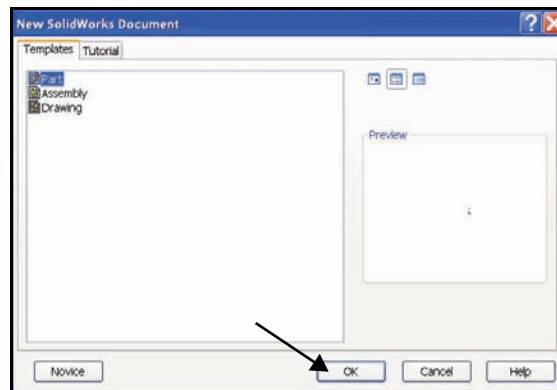 New SolidWorks Document
Templates Tutorial
Part
Assembly
Drawing
Preview
Novice OK Cancel Help